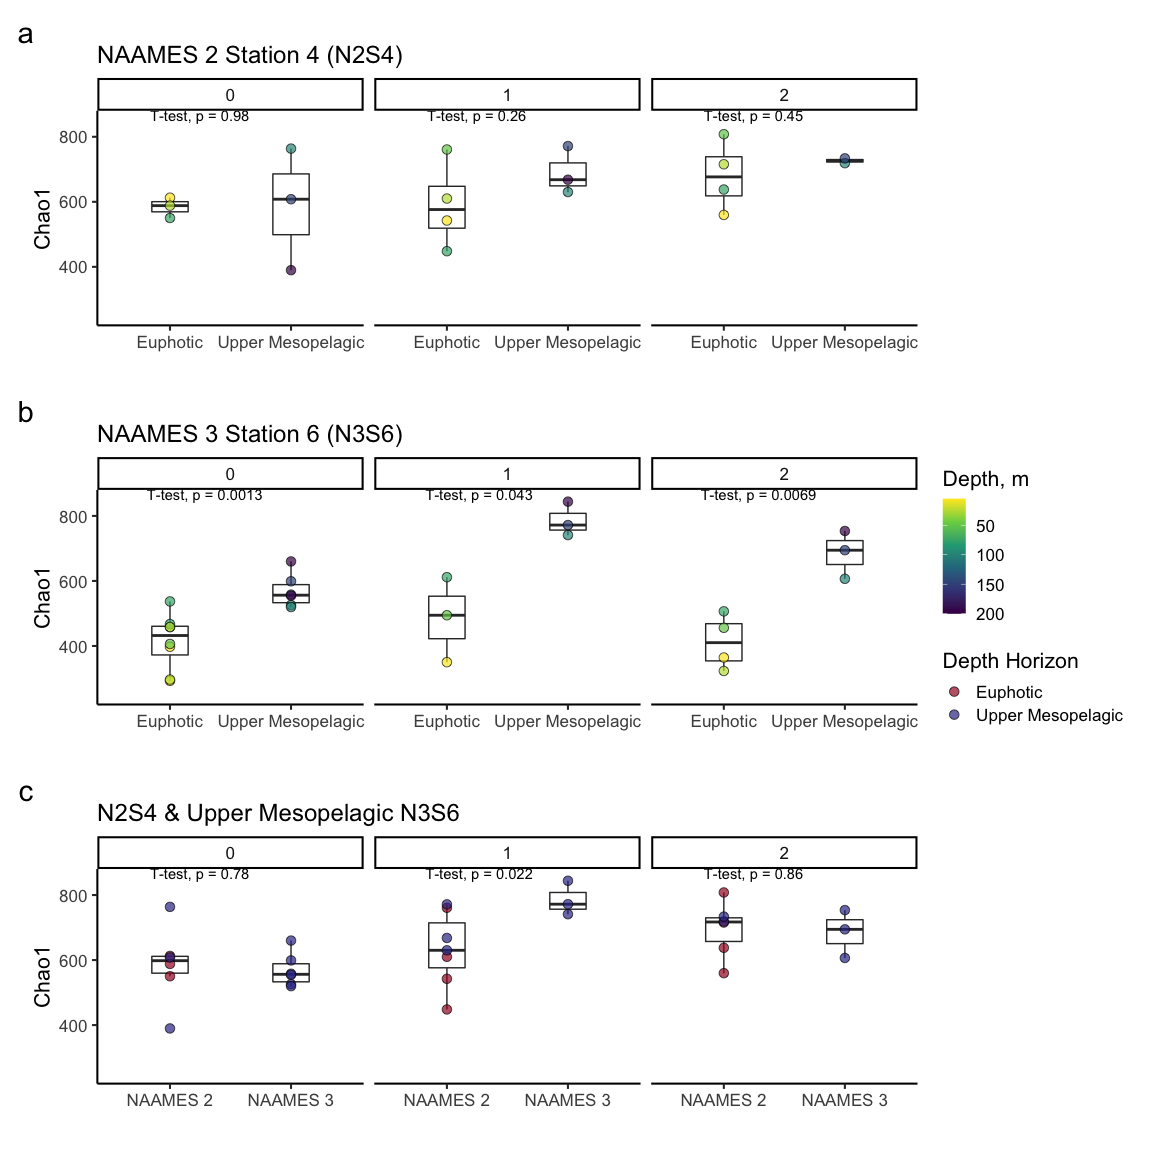 a
NAAMES 2 Station 4 (N2S4)
0 1 2
T-test, p = 0.98 T-test, p = 0.26 T-test, p = 0.45
Chao1
800
600
400
Euphotic Upper Mesopelagic Euphotic Upper Mesopelagic Euphotic Upper Mesopelagic
b
NAAMES 3 Station 6 (N3S6)
0 1 2
T-test, p = 0.0013 T-test, p = 0.043 T-test, p = 0.0069
Chao1
800
600
400
Euphotic Upper Mesopelagic Euphotic Upper Mesopelagic Euphotic Upper Mesopelagic
Depth, m
50
100
150
200
Depth Horizon
Euphotic
Upper Mesopelagic
c
N2S4 & Upper Mesopelagic N3S6
0 1 2
T-test, p = 0.78 T-test, p = 0.022 T-test, p = 0.86
Chao1
800
600
400
NAAMES 2 NAAMES 3 NAAMES 2 NAAMES 3 NAAMES 2 NAAMES 3